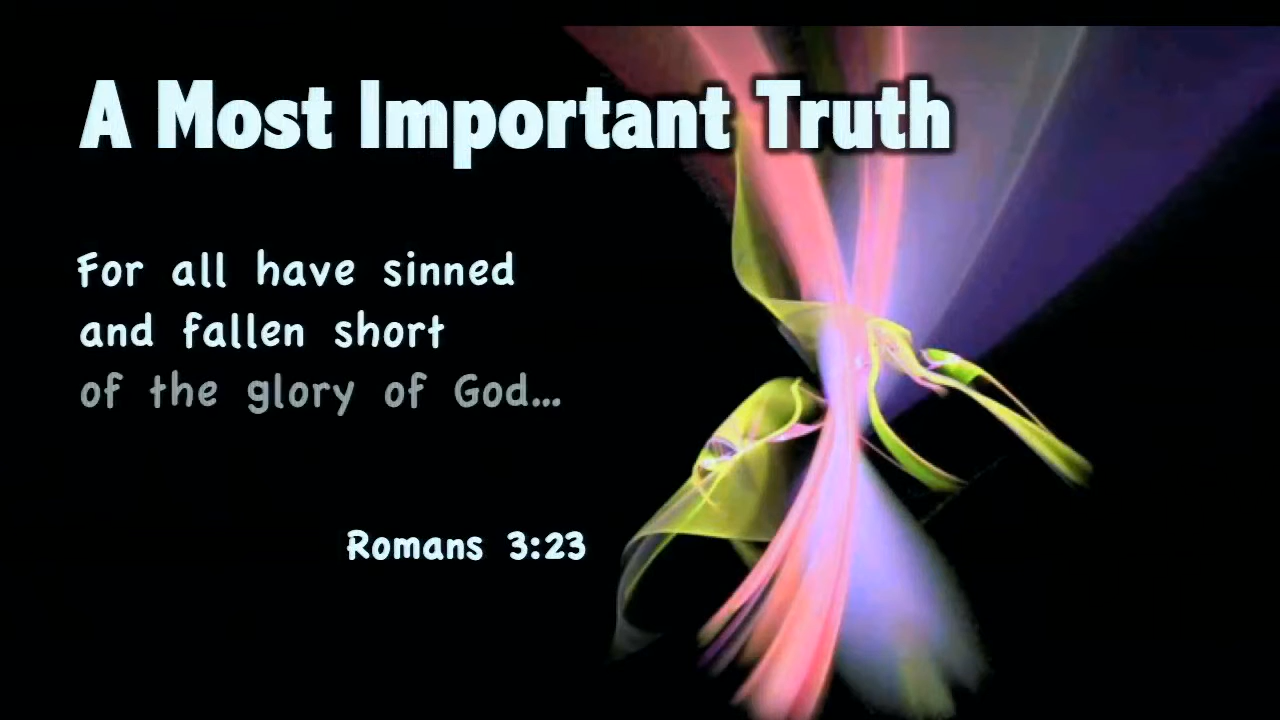 A Most Important Truth
For all have sinned
and fallen short
of the glory of God...
Romans 3:23